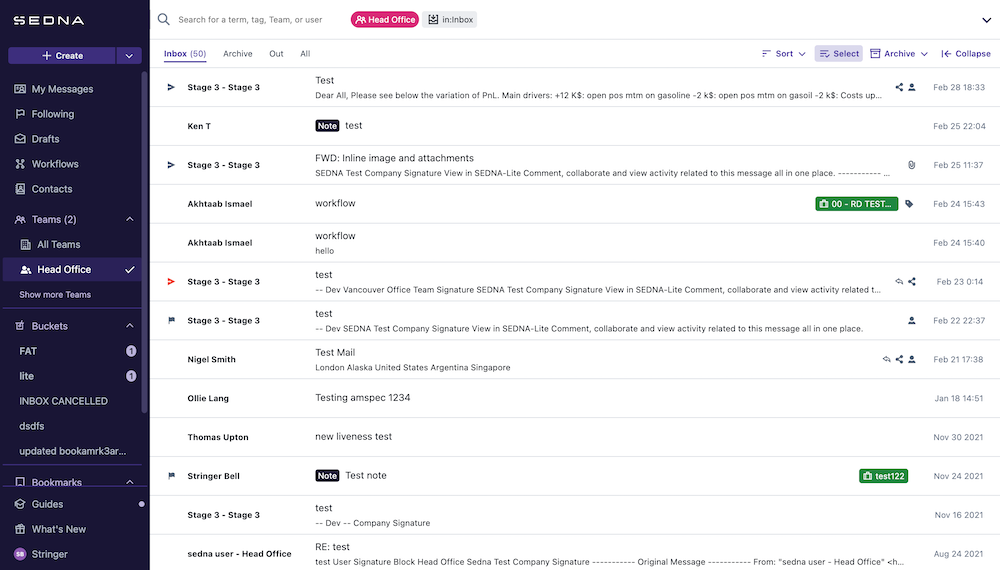 SEDNA
Search for a term, tag, Team, or user
Head Office
in:Inbox
+ Create
Inbox (50)
Archive
Out
All
Sort
Select
Archive
Collapse
My Messages
Following
Drafts
Workflows
Contacts
Teams (2)
All Teams
Head Office
Show more Teams
Buckets
FAT 1
lite 1
INBOX CANCELLED
dsdfs
updated bookamrk3ar...
Bookmarks
Guides
What's New
SB Stringer
Stage 3 - Stage 3
Test
Dear All, Please see below the variation of PnL. Main drivers: +12 K$: open pos mtm on gasoline -2 k$: open pos mtm on gasoil -2 k$: Costs up...
Feb 28 18:33
Ken T
Note test
Feb 25 22:04
Stage 3 - Stage 3
FWD: Inline image and attachments
SEDNA Test Company Signature View in SEDNA-Lite Comment, collaborate and view activity related to this message all in one place. ----------- ...
Feb 25 11:37
Akhtaab Ismael
workflow
00 - RD TEST...
Feb 24 15:43
Akhtaab Ismael
workflow
hello
Feb 24 15:40
Stage 3 - Stage 3
test
-- Dev Vancouver Office Team Signature SEDNA Test Company Signature View in SEDNA-Lite Comment, collaborate and view activity related t...
Feb 23 0:14
Stage 3 - Stage 3
test
-- Dev SEDNA Test Company Signature View in SEDNA-Lite Comment, collaborate and view activity related to this message all in one place.
Feb 22 22:37
Nigel Smith
Test Mail
London Alaska United States Argentina Singapore
Feb 21 17:38
Ollie Lang
Testing amspec 1234
Jan 18 14:51
Thomas Upton
new liveness test
Nov 30 2021
Stringer Bell
Note Test note
test122
Nov 24 2021
Stage 3 - Stage 3
test
-- Dev -- Company Signature
Nov 16 2021
sedna user - Head Office
RE: test
test User Signature Block Head Office Sedna Test Company Signature ----------- Original Message ----------- From: "sedna user - Head Office" <h...
Aug 24 2021